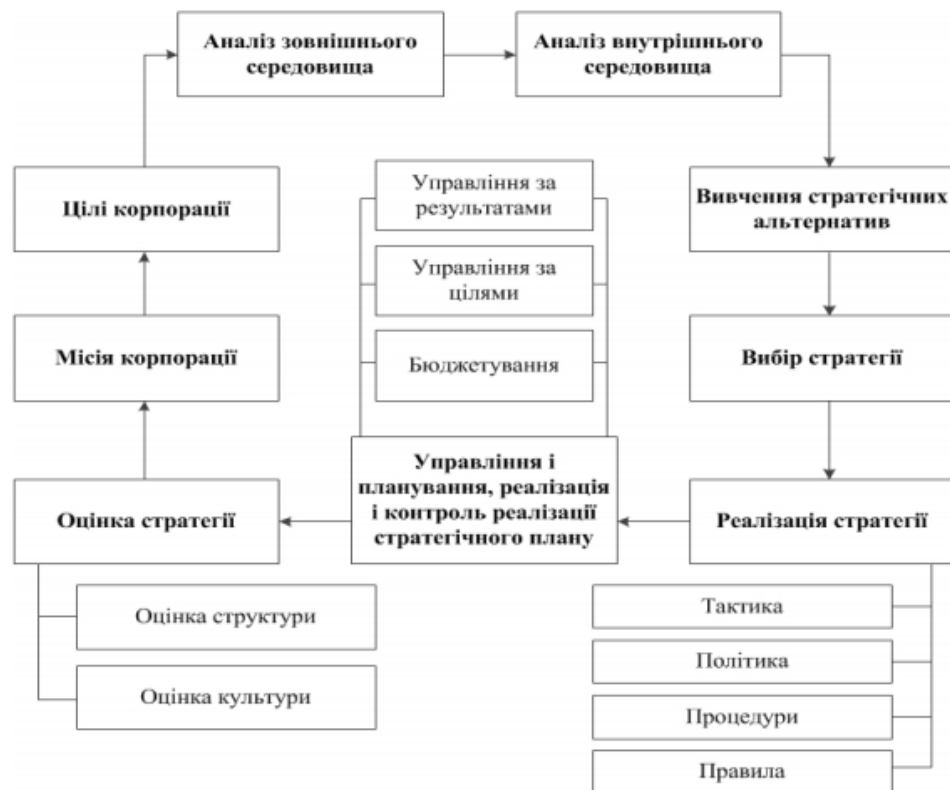 Аналіз зовнішнього
середовища
Аналіз внутрішнього
середовища
Цілі корпорації
Управління за
результатами
Вивчення стратегічних
альтернатив
Управління за
цілями
Місія корпорації
Бюджетування
Вибір стратегії
Оцінка стратегії
Управління і
планування, реалізація
і контроль реалізації
стратегічного плану
Реалізація стратегії
Оцінка структури
Оцінка культури
Тактика
Політика
Процедури
Правила